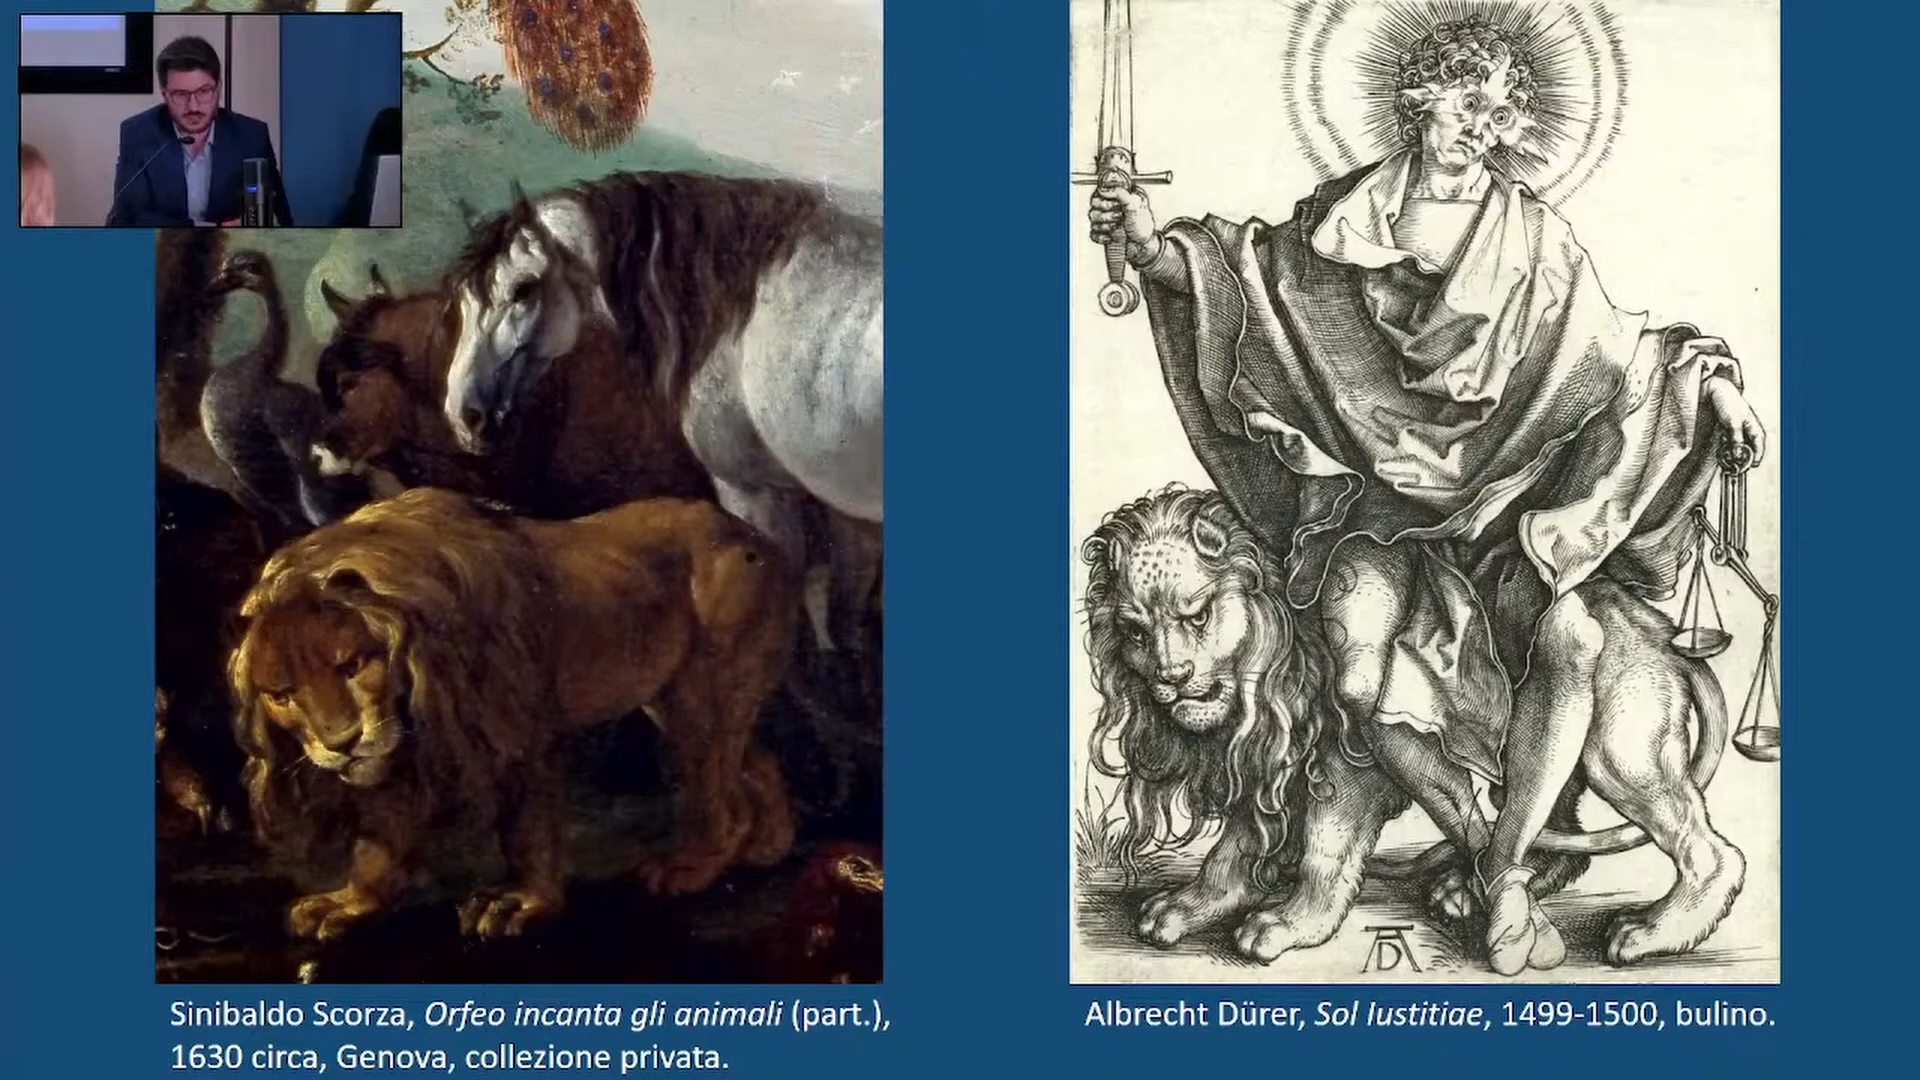 Sinibaldo Scorza, Orfeo incanta gli animali (part.),
1630 circa, Genova, collezione privata.
Albrecht Dürer, Sol Iustitiae, 1499-1500, bulino.
AD